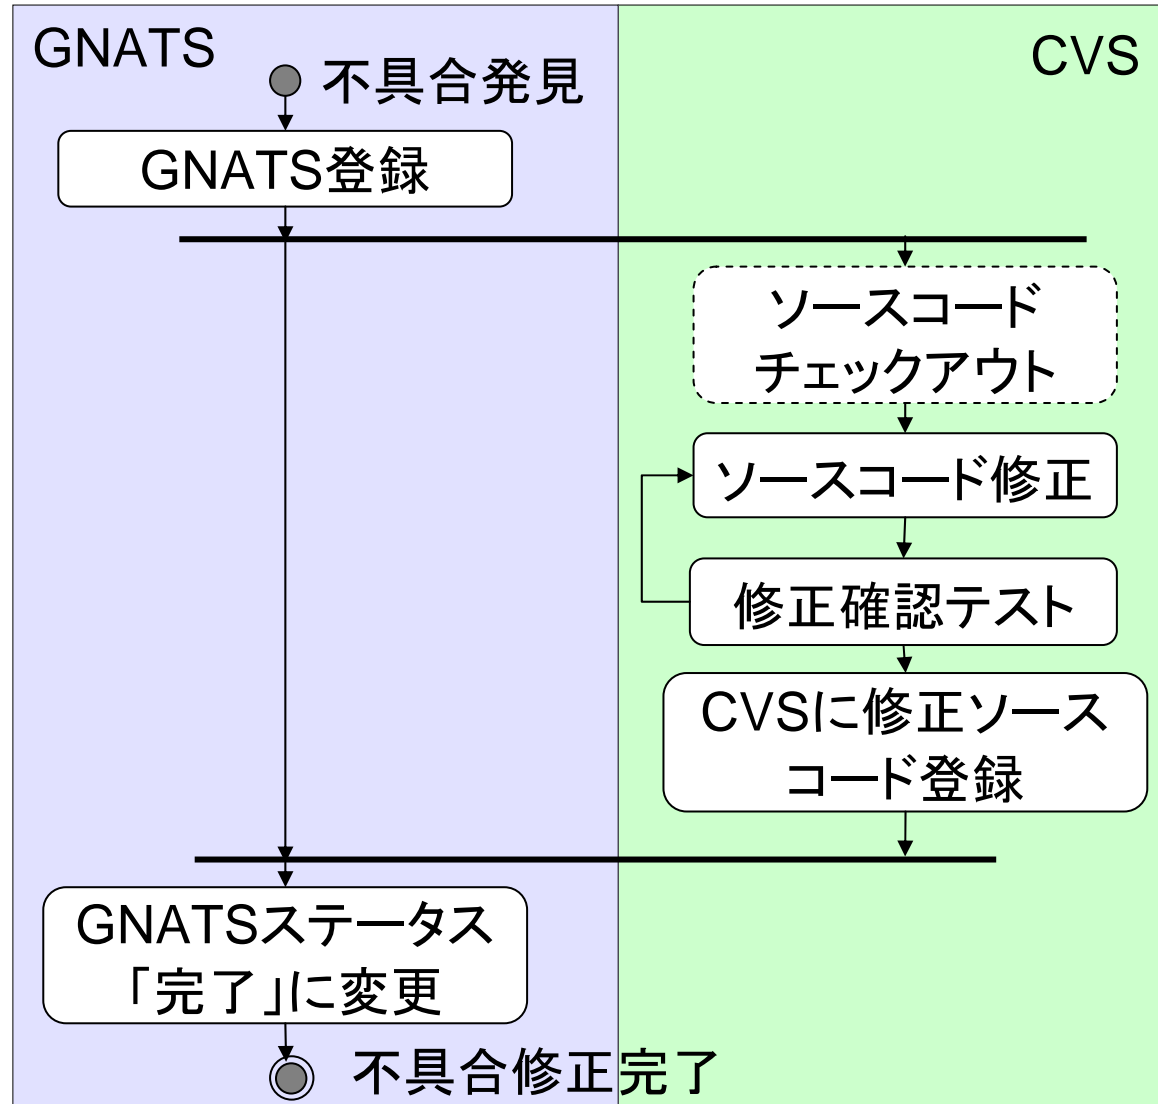 GNATS
CVS
不具合発見
GNATS登録
ソースコード
チェックアウト
ソースコード修正
修正確認テスト
CVSに修正ソース
コード登録
GNATSステータス
「完了」に変更
不具合修正完了